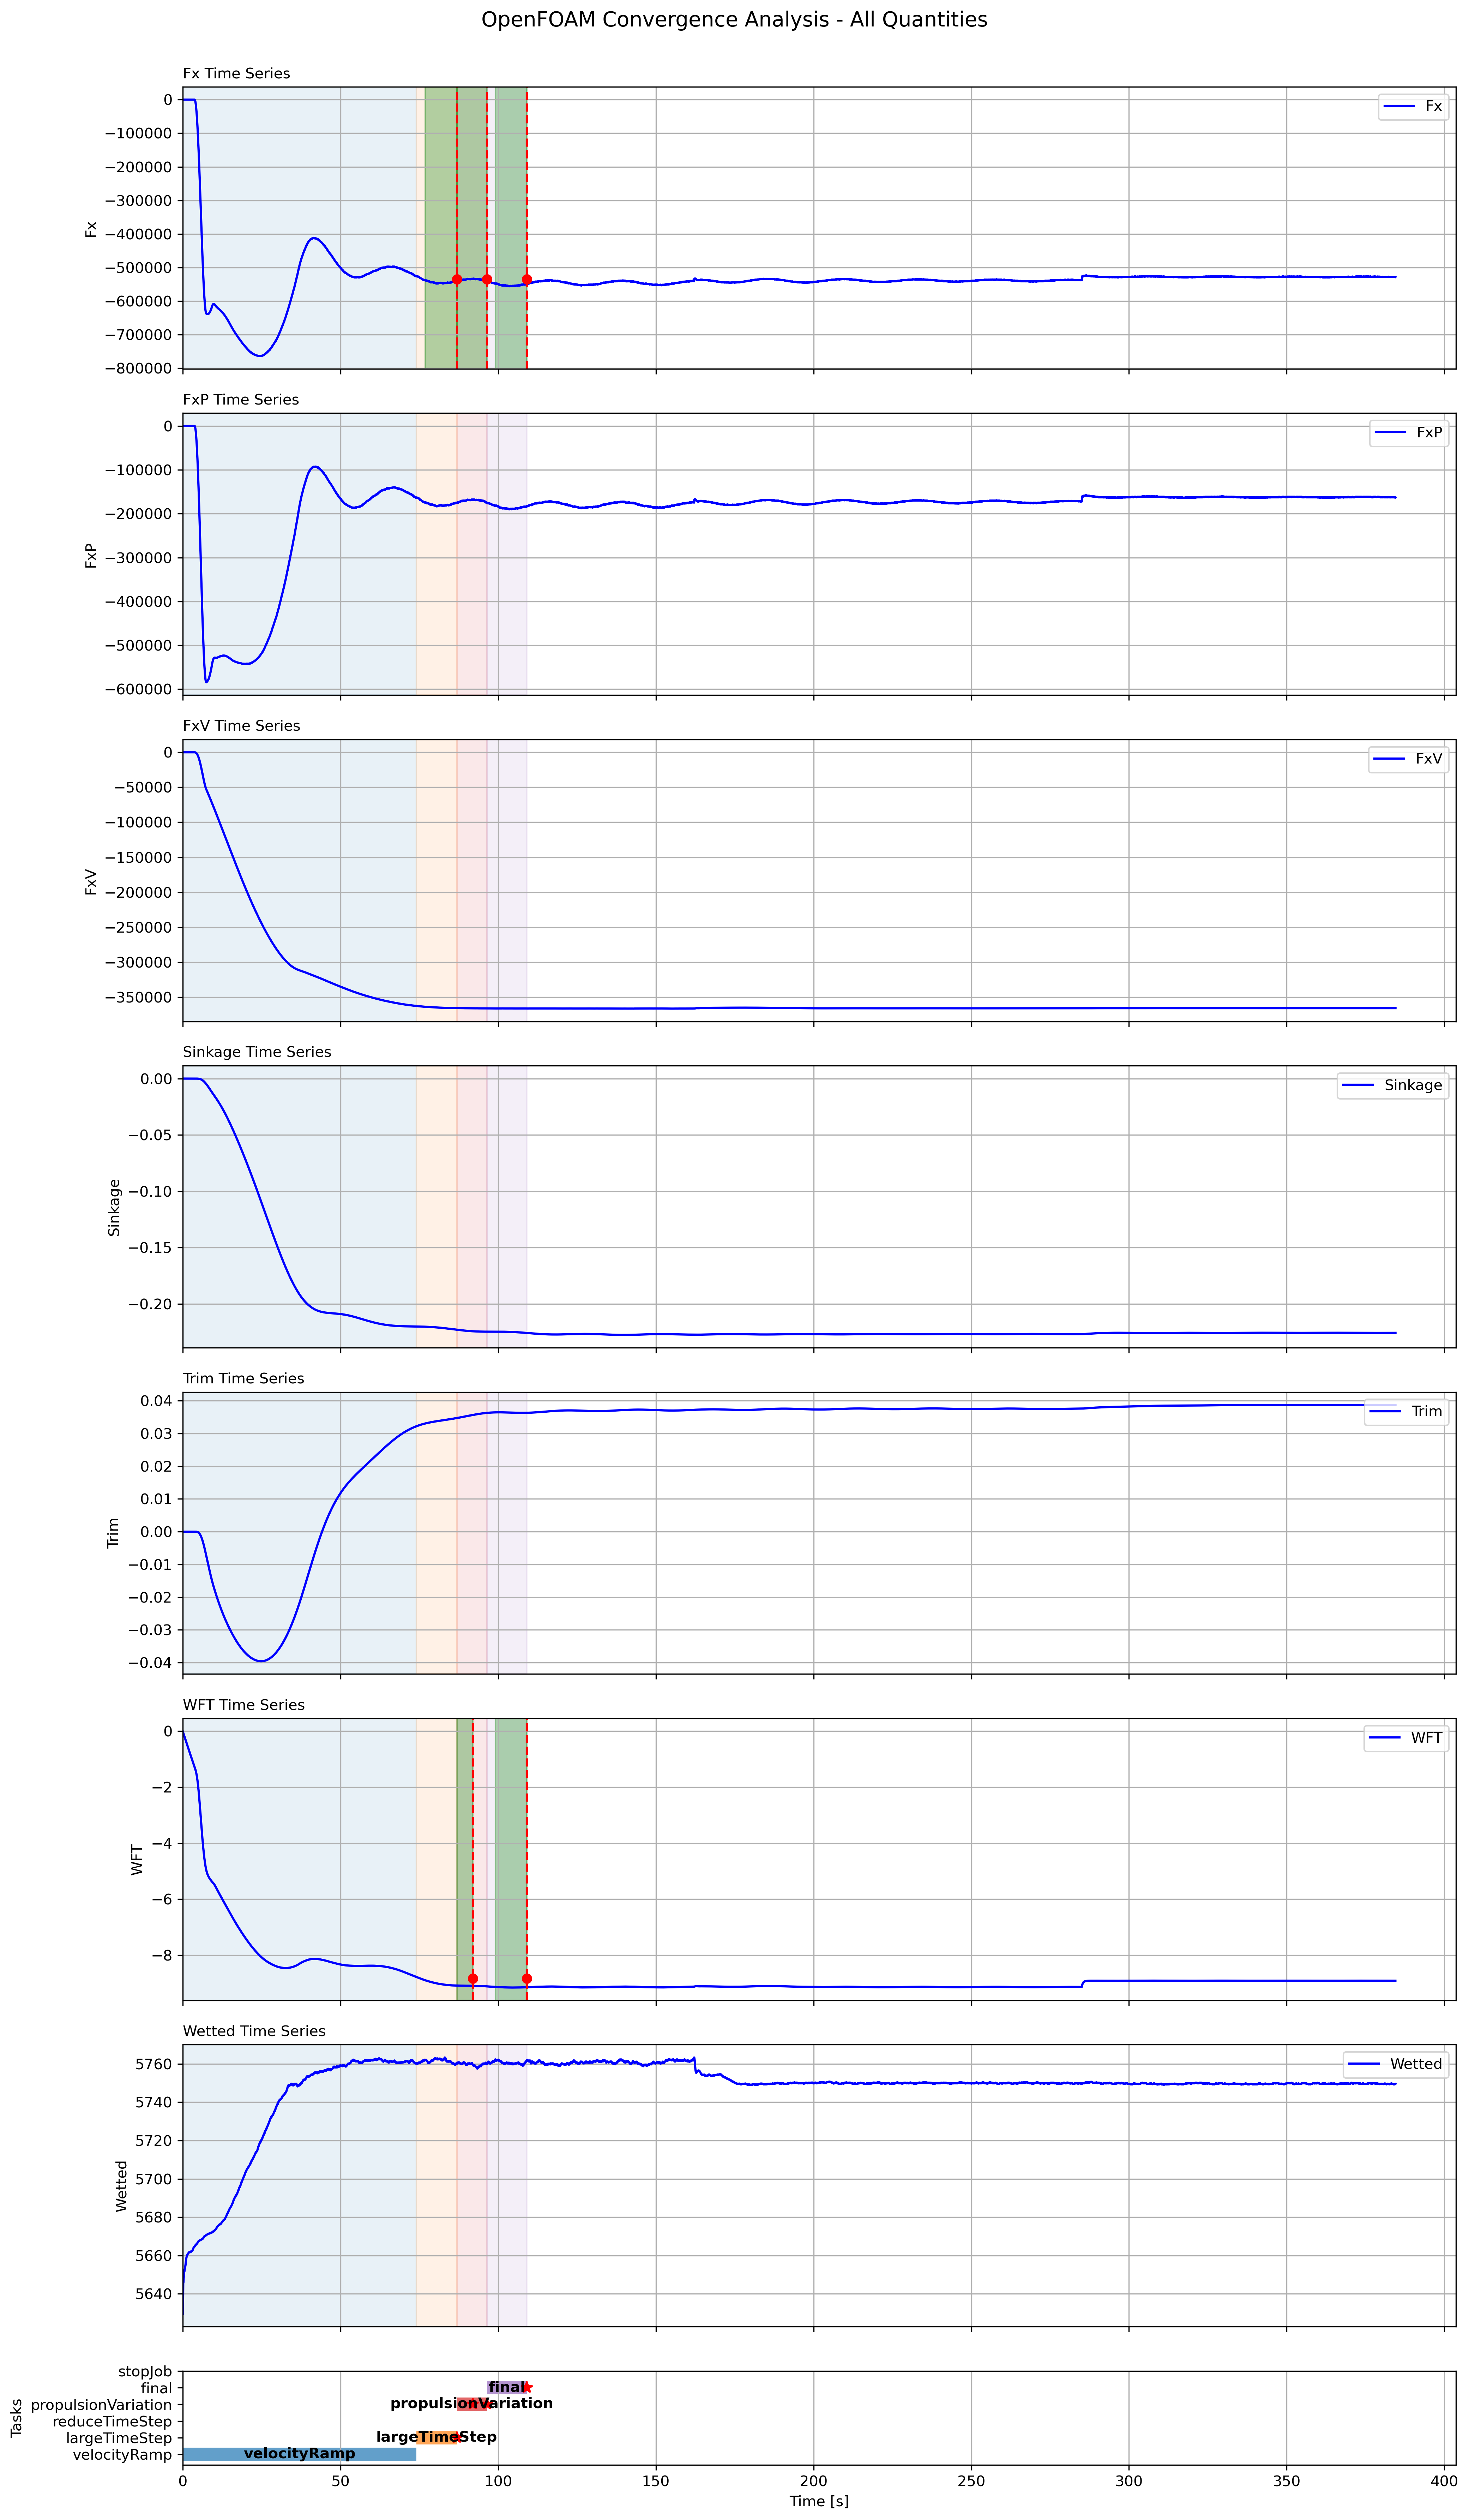 OpenFOAM Convergence Analysis - All Quantities
Fx Time Series
Fx
0
−100000
−200000
−300000
−400000
−500000
−600000
−700000
−800000
Fx
FxP Time Series
FxP
0
−100000
−200000
−300000
−400000
−500000
−600000
FxP
FxV Time Series
FxV
0
−50000
−100000
−150000
−200000
−250000
−300000
−350000
FxV
Sinkage Time Series
Sinkage
0.00
−0.05
−0.10
−0.15
−0.20
Sinkage
Trim Time Series
Trim
0.04
0.03
0.02
0.01
0.00
−0.01
−0.02
−0.03
−0.04
Trim
WFT Time Series
WFT
0
−2
−4
−6
−8
WFT
Wetted Time Series
Wetted
5760
5740
5720
5700
5680
5660
5640
Wetted
Tasks
stopJob
final
propulsionVariation
reduceTimeStep
largeTimeStep
velocityRamp
final
propulsionVariation
largeTimeStep
velocityRamp
0 50 100 150 200 250 300 350 400
Time [s]